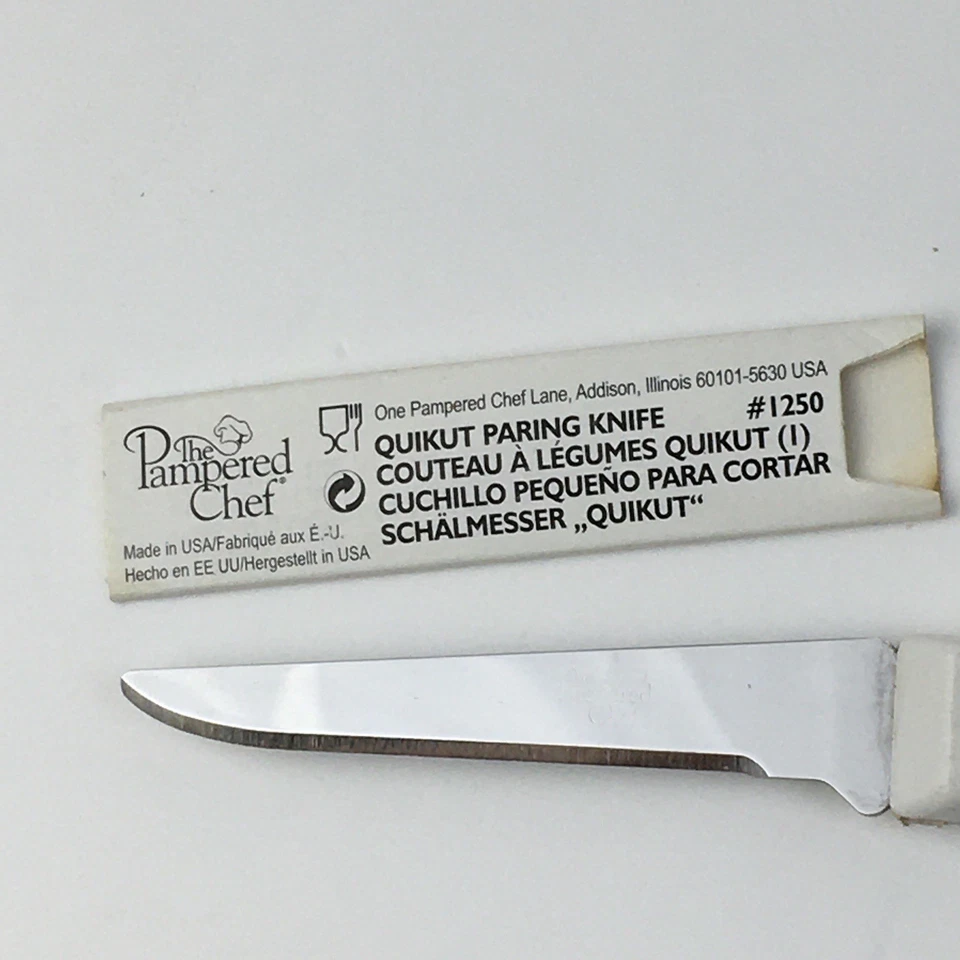 The
Pampered
Chef®
Made in USA/Fabriqué aux É.-U.
Hecho en EE UU/Hergestellt in USA
One Pampered Chef Lane, Addison, Illinois 60101-5630 USA
QUIKUT PARING KNIFE #1250
COUTEAU À LÉGUMES QUIKUT (1)
CUCHILLO PEQUEÑO PARA CORTAR
SCHÄLMESSER „QUIKUT“